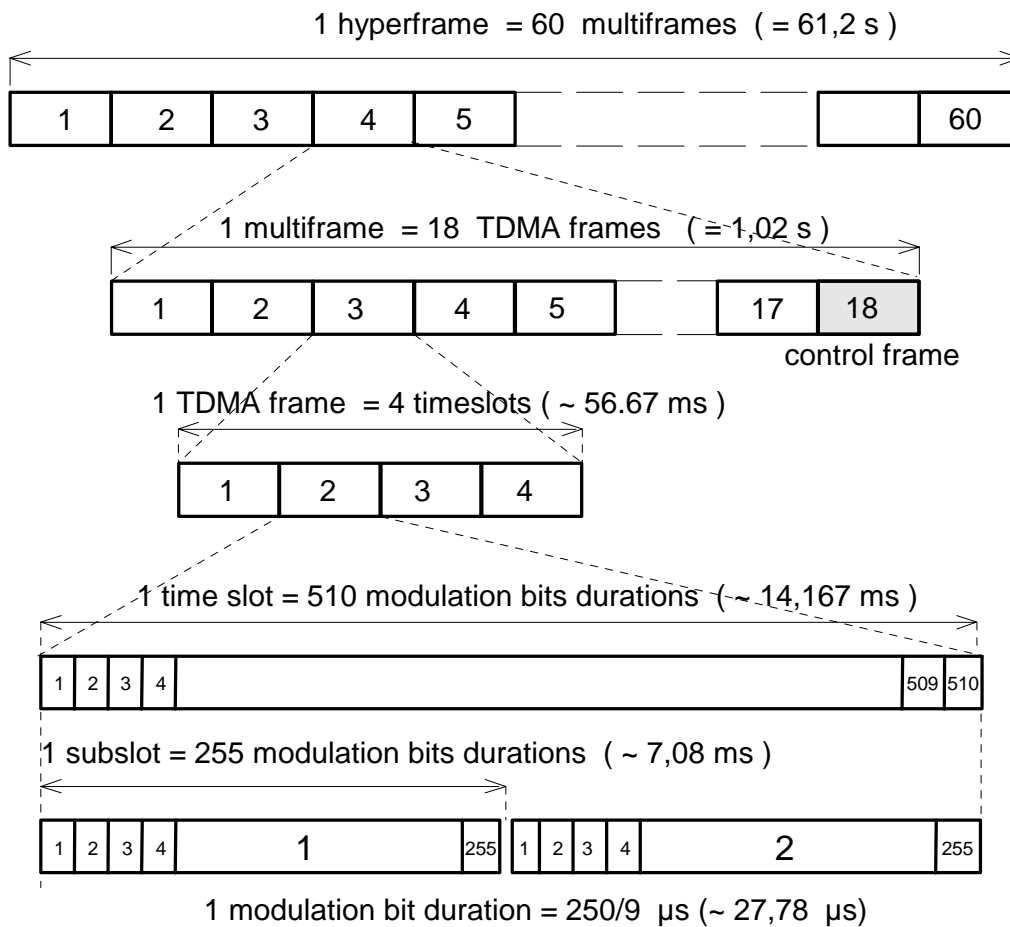 1 hyperframe = 60 multiframes ( = 61,2 s )
1 2 3 4 5 60
1 multiframe = 18 TDMA frames ( = 1,02 s )
1 2 3 4 5 17 18
control frame
1 TDMA frame = 4 timeslots ( ~ 56.67 ms )
1 2 3 4
1 time slot = 510 modulation bits durations ( ~ 14,167 ms )
1 2 3 4 509 510
1 subslot = 255 modulation bits durations ( ~ 7,08 ms )
1 2 3 4 1 255 1 2 3 4 2 255
1 modulation bit duration = 250/9 µs (~ 27,78 µs)